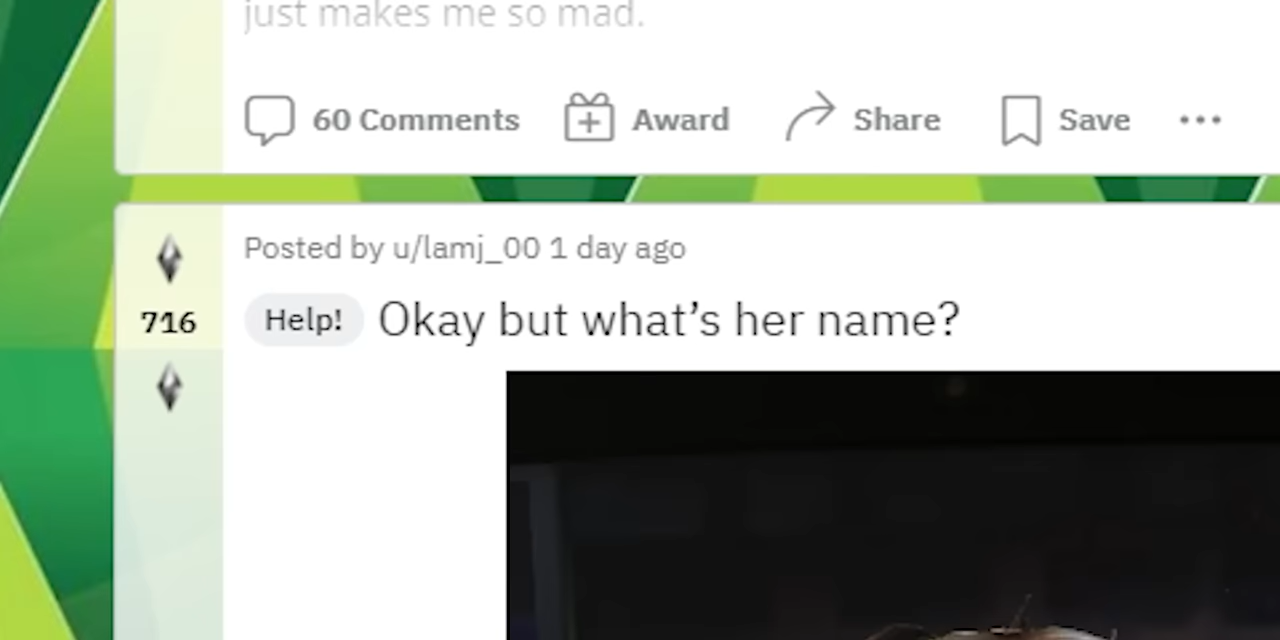 just makes me so mad.
60 Comments Award Share Save
Posted by u/lamj_00 1 day ago
716
Help! Okay but what’s her name?